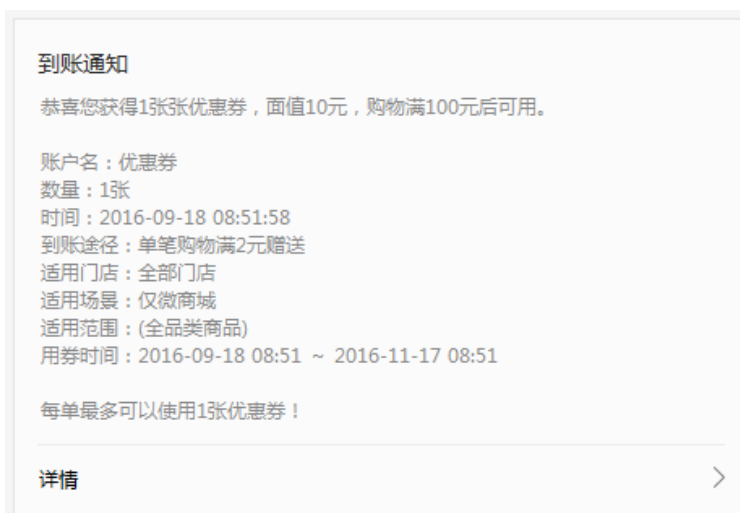 到账通知
恭喜您获得1张张优惠券，面值10元，购物满100元后可用。
账户名：优惠券
数量：1张
时间：2016-09-18 08:51:58
到账途径：单笔购物满2元赠送
适用门店：全部门店
适用场景：仅微商城
适用范围：(全品类商品)
用券时间：2016-09-18 08:51 ~ 2016-11-17 08:51
每单最多可以使用1张优惠券！
详情